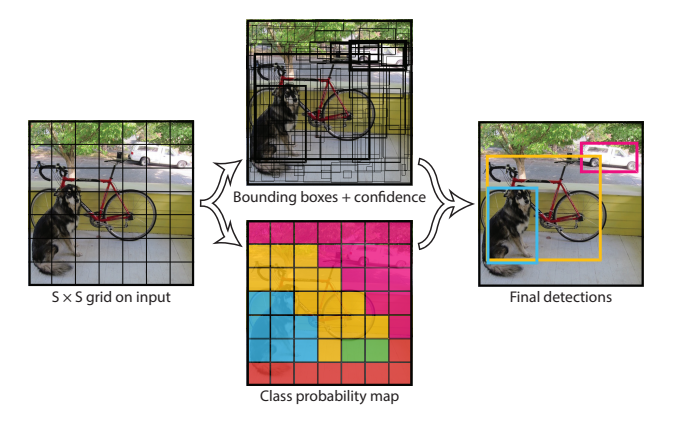 Bounding boxes + confidence
S × S grid on input
Final detections
Class probability map